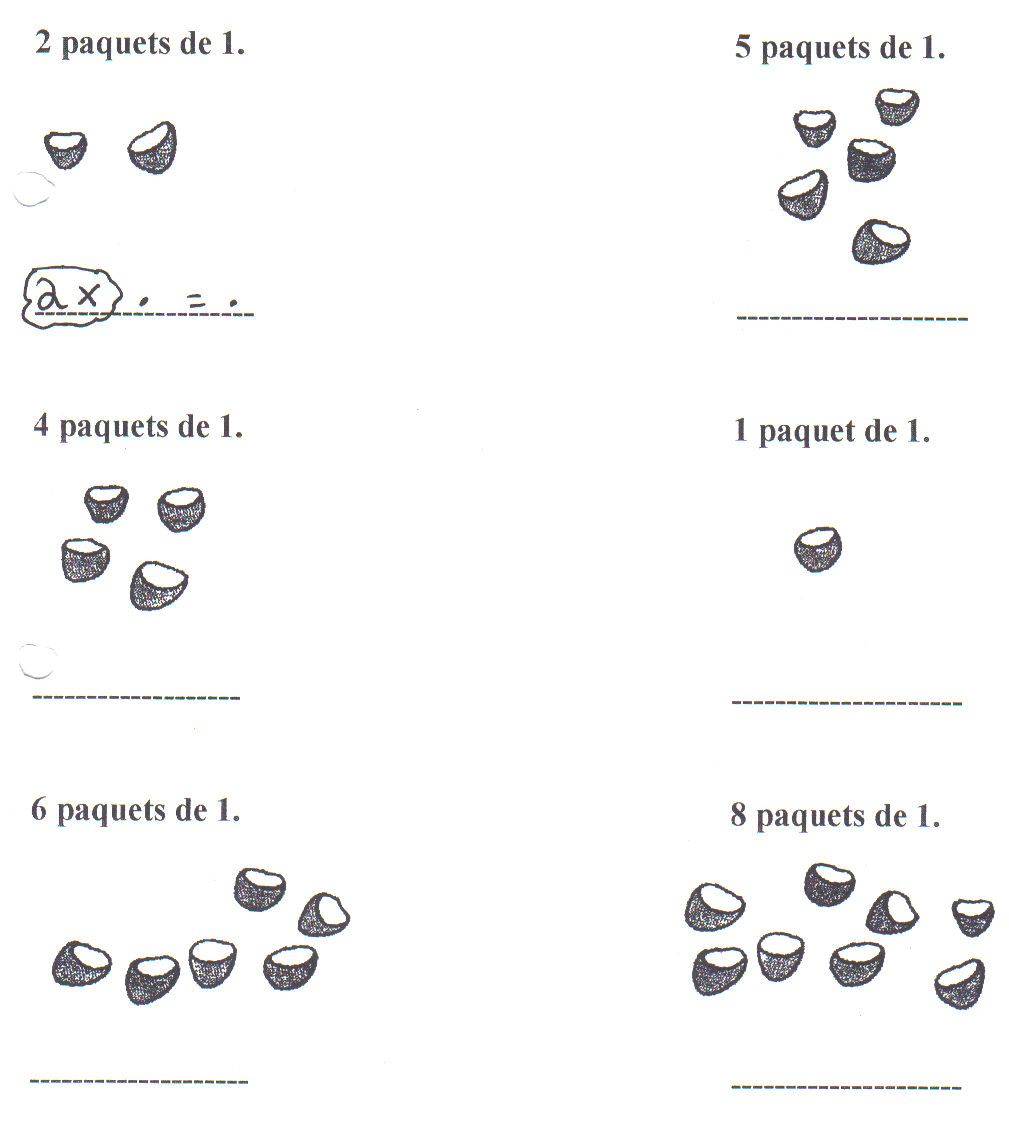 2 paquets de 1.
5 paquets de 1.
2 x . = .
4 paquets de 1.
1 paquet de 1.
6 paquets de 1.
8 paquets de 1.